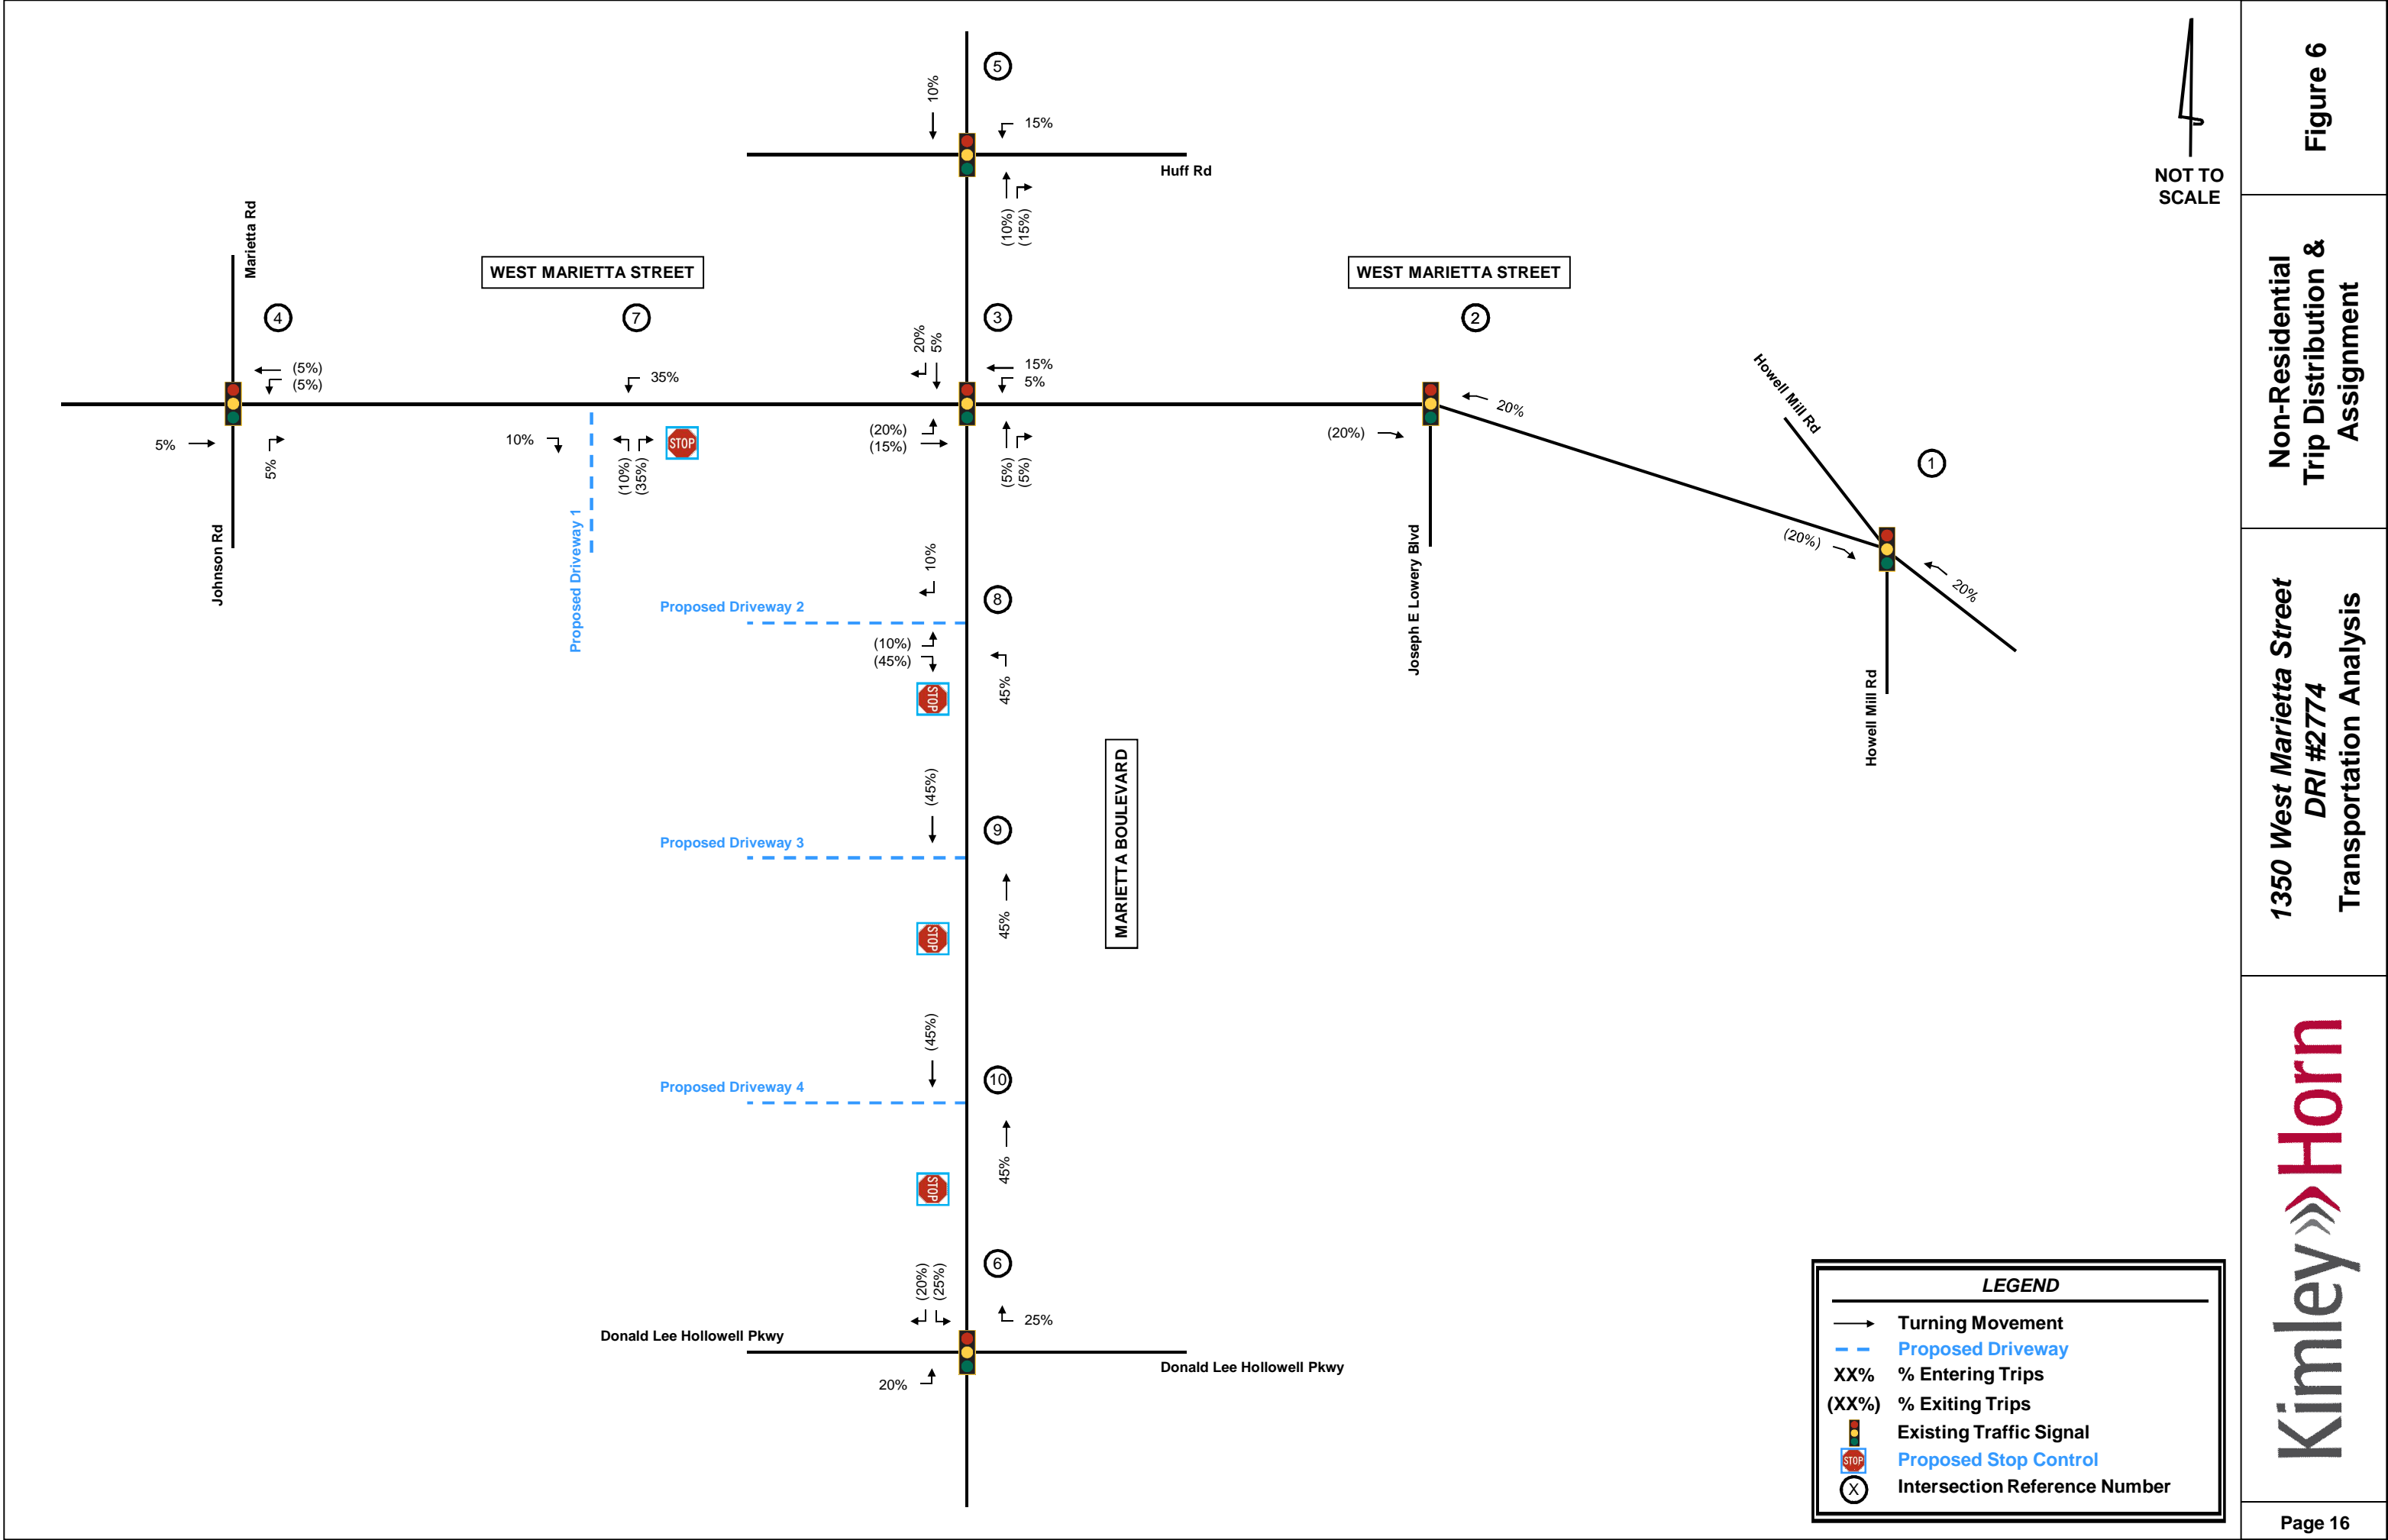 5
10%
15%
Huff Rd
(10%)
(15%)
NOT TO
SCALE
Marietta Rd
WEST MARIETTA STREET
WEST MARIETTA STREET
4
7
3
2
(5%)
(5%)
35%
20%
5%
15%
5%
20%
Howell Mill Rd
5%
5%
10%
STOP
(10%)
(35%)
(20%)
(15%)
(5%)
(5%)
(20%)
1
(20%)
20%
Johnson Rd
Proposed Driveway 1
Joseph E Lowery Blvd
Howell Mill Rd
10%
8
Proposed Driveway 2
(10%)
(45%)
STOP
45%
MARIETTA BOULEVARD
(45%)
9
Proposed Driveway 3
45%
STOP
(45%)
10
Proposed Driveway 4
45%
STOP
6
(20%)
(25%)
25%
Donald Lee Hollowell Pkwy
Donald Lee Hollowell Pkwy
20%
LEGEND
Turning Movement
Proposed Driveway
XX% % Entering Trips
(XX%) % Exiting Trips
Existing Traffic Signal
STOP Proposed Stop Control
X Intersection Reference Number
Figure 6
Non-Residential
Trip Distribution &
Assignment
1350 West Marietta Street
DRI #2774
Transportation Analysis
Kimley»Horn
Page 16